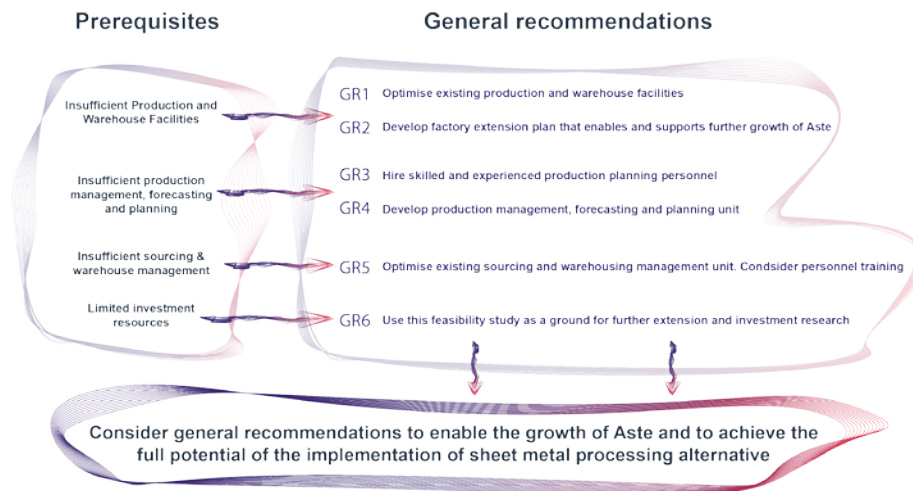 Prerequisites
General recommendations
Insufficient Production and
Warehouse Facilities
GR1 Optimise existing production and warehouse facilities
GR2 Develop factory extension plan that enables and supports further growth of Aste
Insufficient production
management, forecasting
and planning
GR3 Hire skilled and experienced production planning personnel
GR4 Develop production management, forecasting and planning unit
Insufficient sourcing &
warehouse management
GR5 Optimise existing sourcing and warehousing management unit. Condsider personnel training
Limited investment
resources
GR6 Use this feasibility study as a ground for further extension and investment research
Consider general recommendations to enable the growth of Aste and to achieve the
full potential of the implementation of sheet metal processing alternative